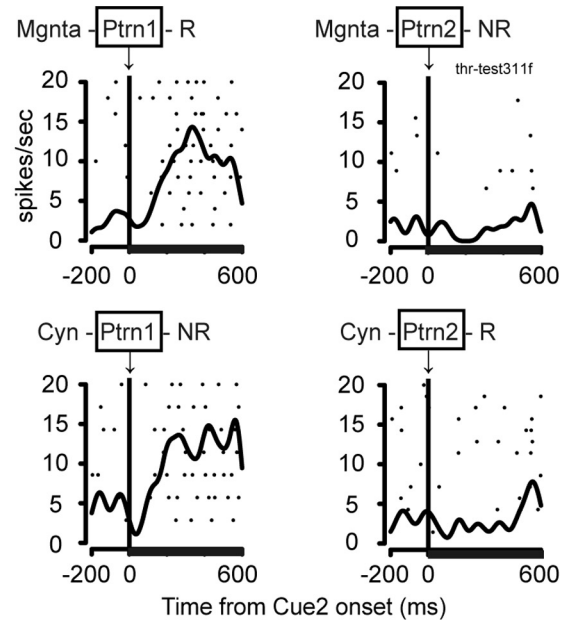 Mgnta - Ptrn1 - R
Mgnta - Ptrn2 - NR
thr-test311f
spikes/sec
20
15
10
5
0
-200 0 600
20
15
10
5
0
-200 0 600
Cyn - Ptrn1 - NR
Cyn - Ptrn2 - R
20
15
10
5
0
-200 0 600
20
15
10
5
0
-200 0 600
Time from Cue2 onset (ms)